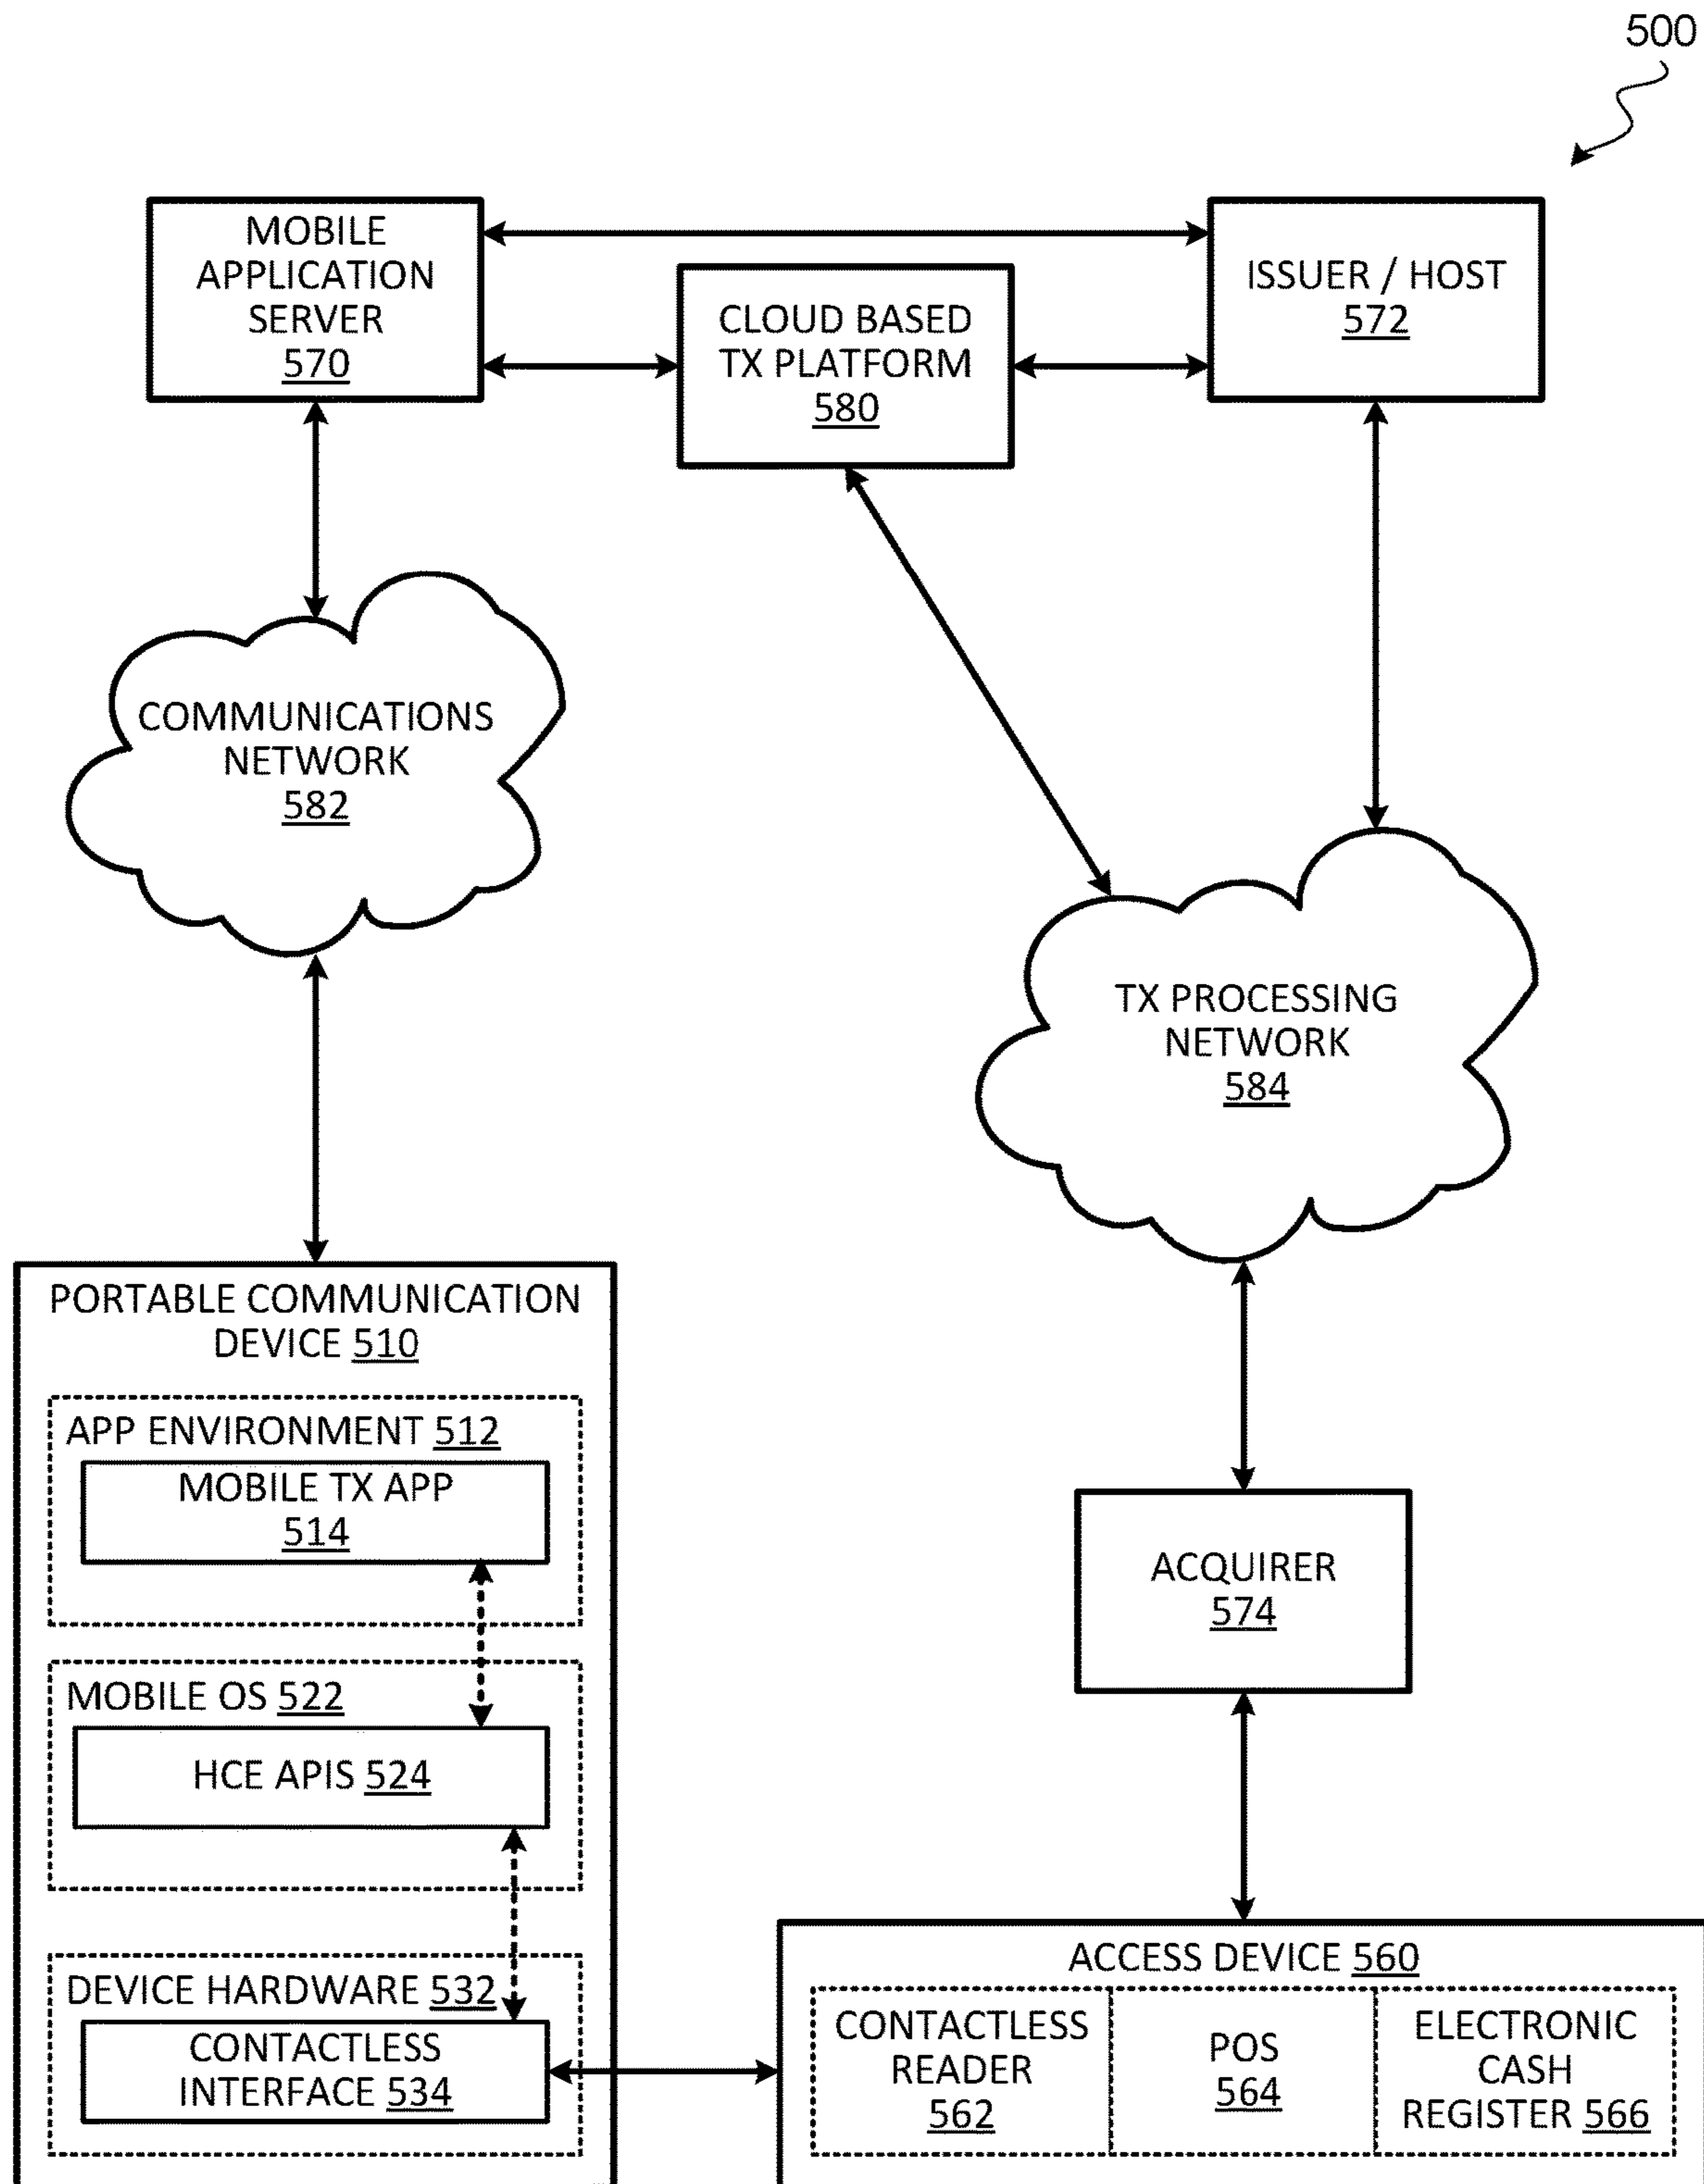 500
MOBILE
APPLICATION
SERVER
570
CLOUD BASED
TX PLATFORM
580
ISSUER / HOST
572
COMMUNICATIONS
NETWORK
582
TX PROCESSING
NETWORK
584
PORTABLE COMMUNICATION
DEVICE 510
APP ENVIRONMENT 512
MOBILE TX APP
514
MOBILE OS 522
HCE APIS 524
DEVICE HARDWARE 532
CONTACTLESS
INTERFACE 534
ACQUIRER
574
ACCESS DEVICE 560
CONTACTLESS
READER
562
POS
564
ELECTRONIC
CASH
REGISTER 566